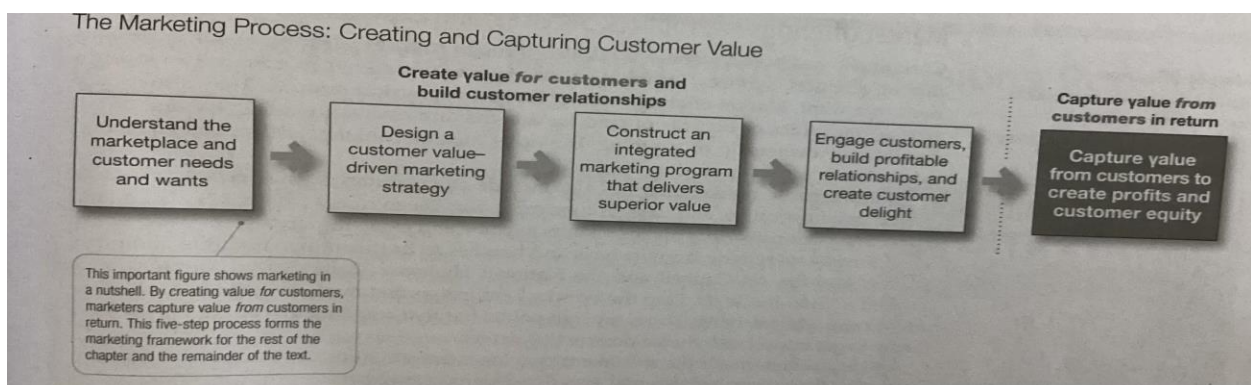 The Marketing Process: Creating and Capturing Customer Value
Create value for customers and
build customer relationships
Understand the
marketplace and
customer needs
and wants
Design a
customer value–
driven marketing
strategy
Construct an
integrated
marketing program
that delivers
superior value
Engage customers,
build profitable
relationships, and
create customer
delight
Capture value from
customers in return
Capture value
from customers to
create profits and
customer equity
This important figure shows marketing in
a nutshell. By creating value for customers,
marketers capture value from customers in
return. This five-step process forms the
marketing framework for the rest of the
chapter and the remainder of the text.